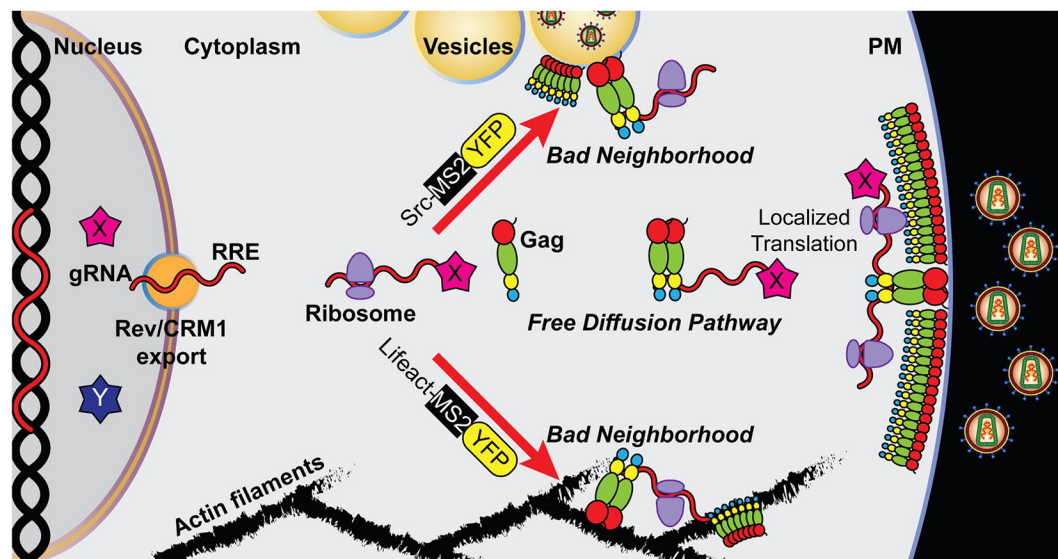 Nucleus
Cytoplasm
Vesicles
PM
Src-MS2 YFP
Bad Neighborhood
X
gRNA
RRE
Rev/CRM1
export
Y
Ribosome
X
Gag
X
Free Diffusion Pathway
X
Localized
Translation
Lifeact-MS2 YFP
Bad Neighborhood
Actin filaments